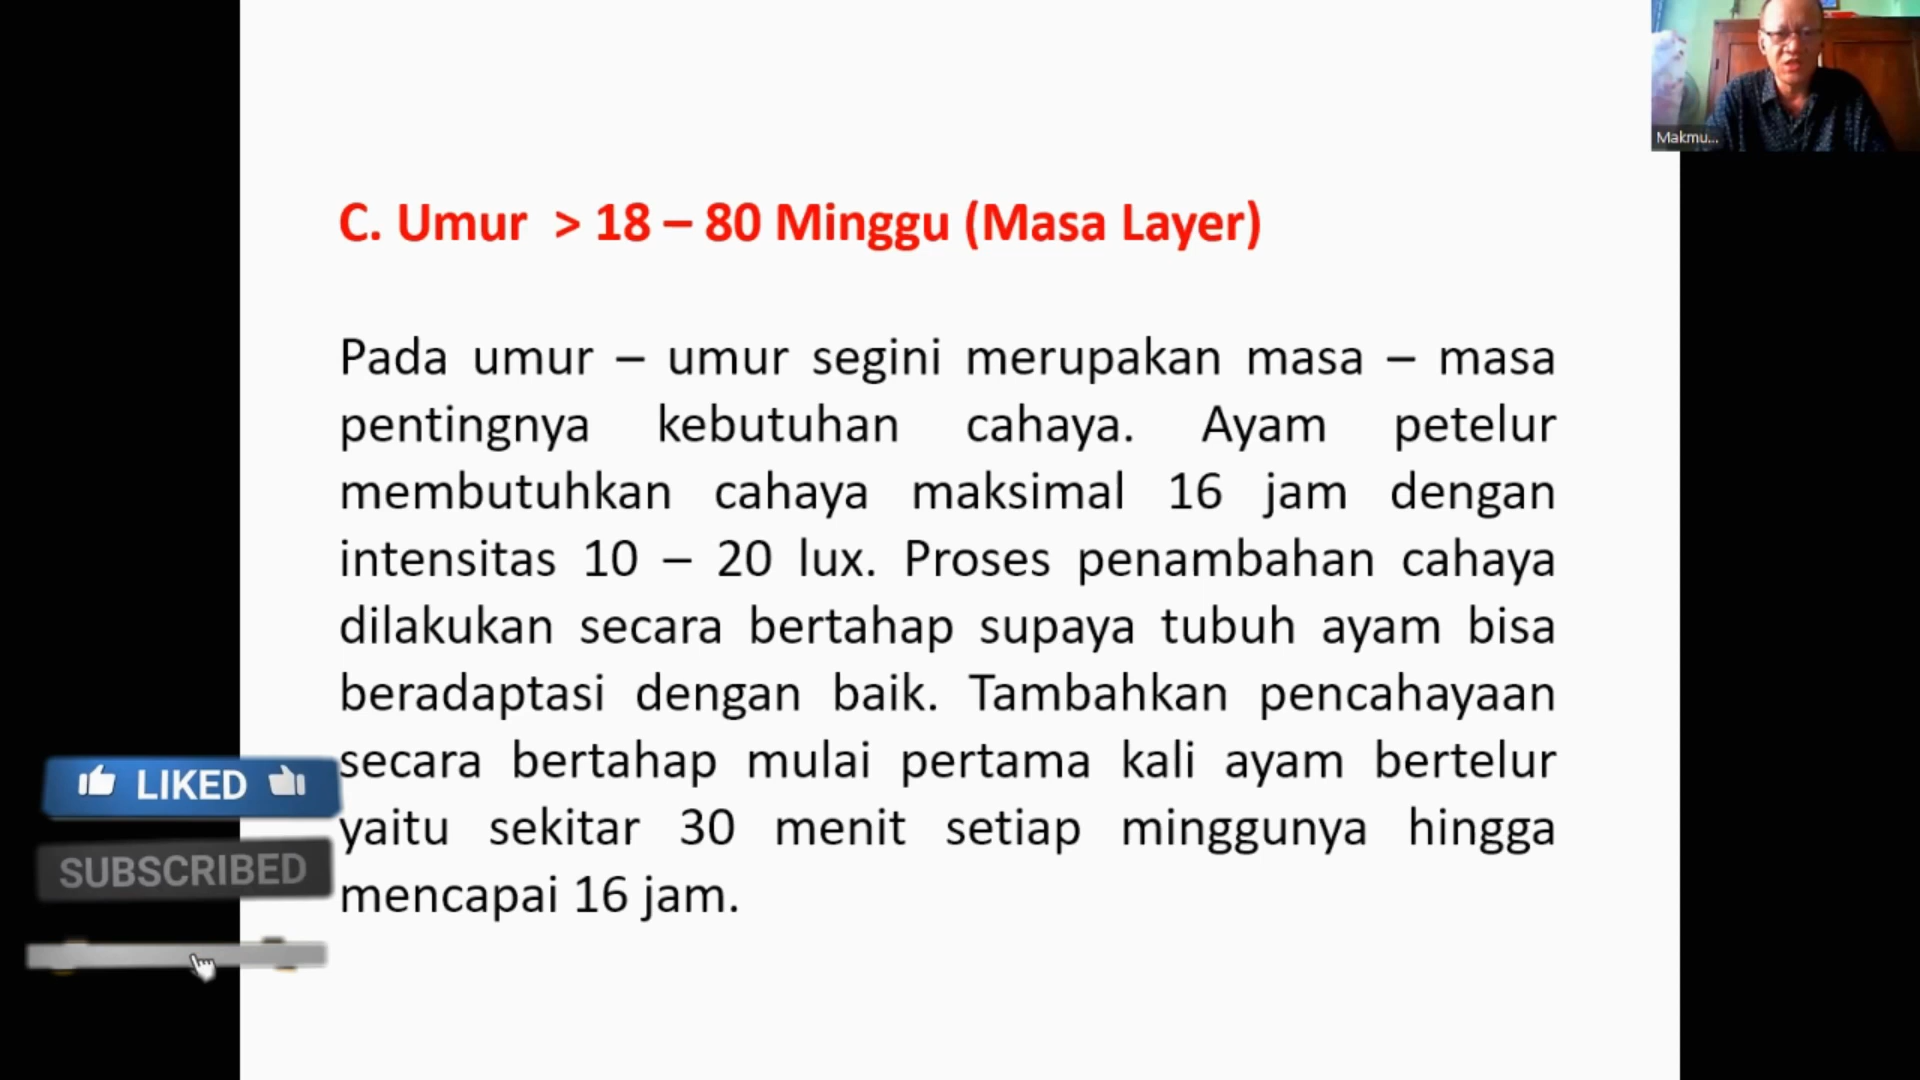 Makmu...
C. Umur > 18 – 80 Minggu (Masa Layer)
Pada umur – umur segini merupakan masa – masa
pentingnya kebutuhan cahaya. Ayam petelur
membutuhkan cahaya maksimal 16 jam dengan
intensitas 10 – 20 lux. Proses penambahan cahaya
dilakukan secara bertahap supaya tubuh ayam bisa
beradaptasi dengan baik. Tambahkan pencahayaan
secara bertahap mulai pertama kali ayam bertelur
yaitu sekitar 30 menit setiap minggunya hingga
mencapai 16 jam.
LIKED
SUBSCRIBED